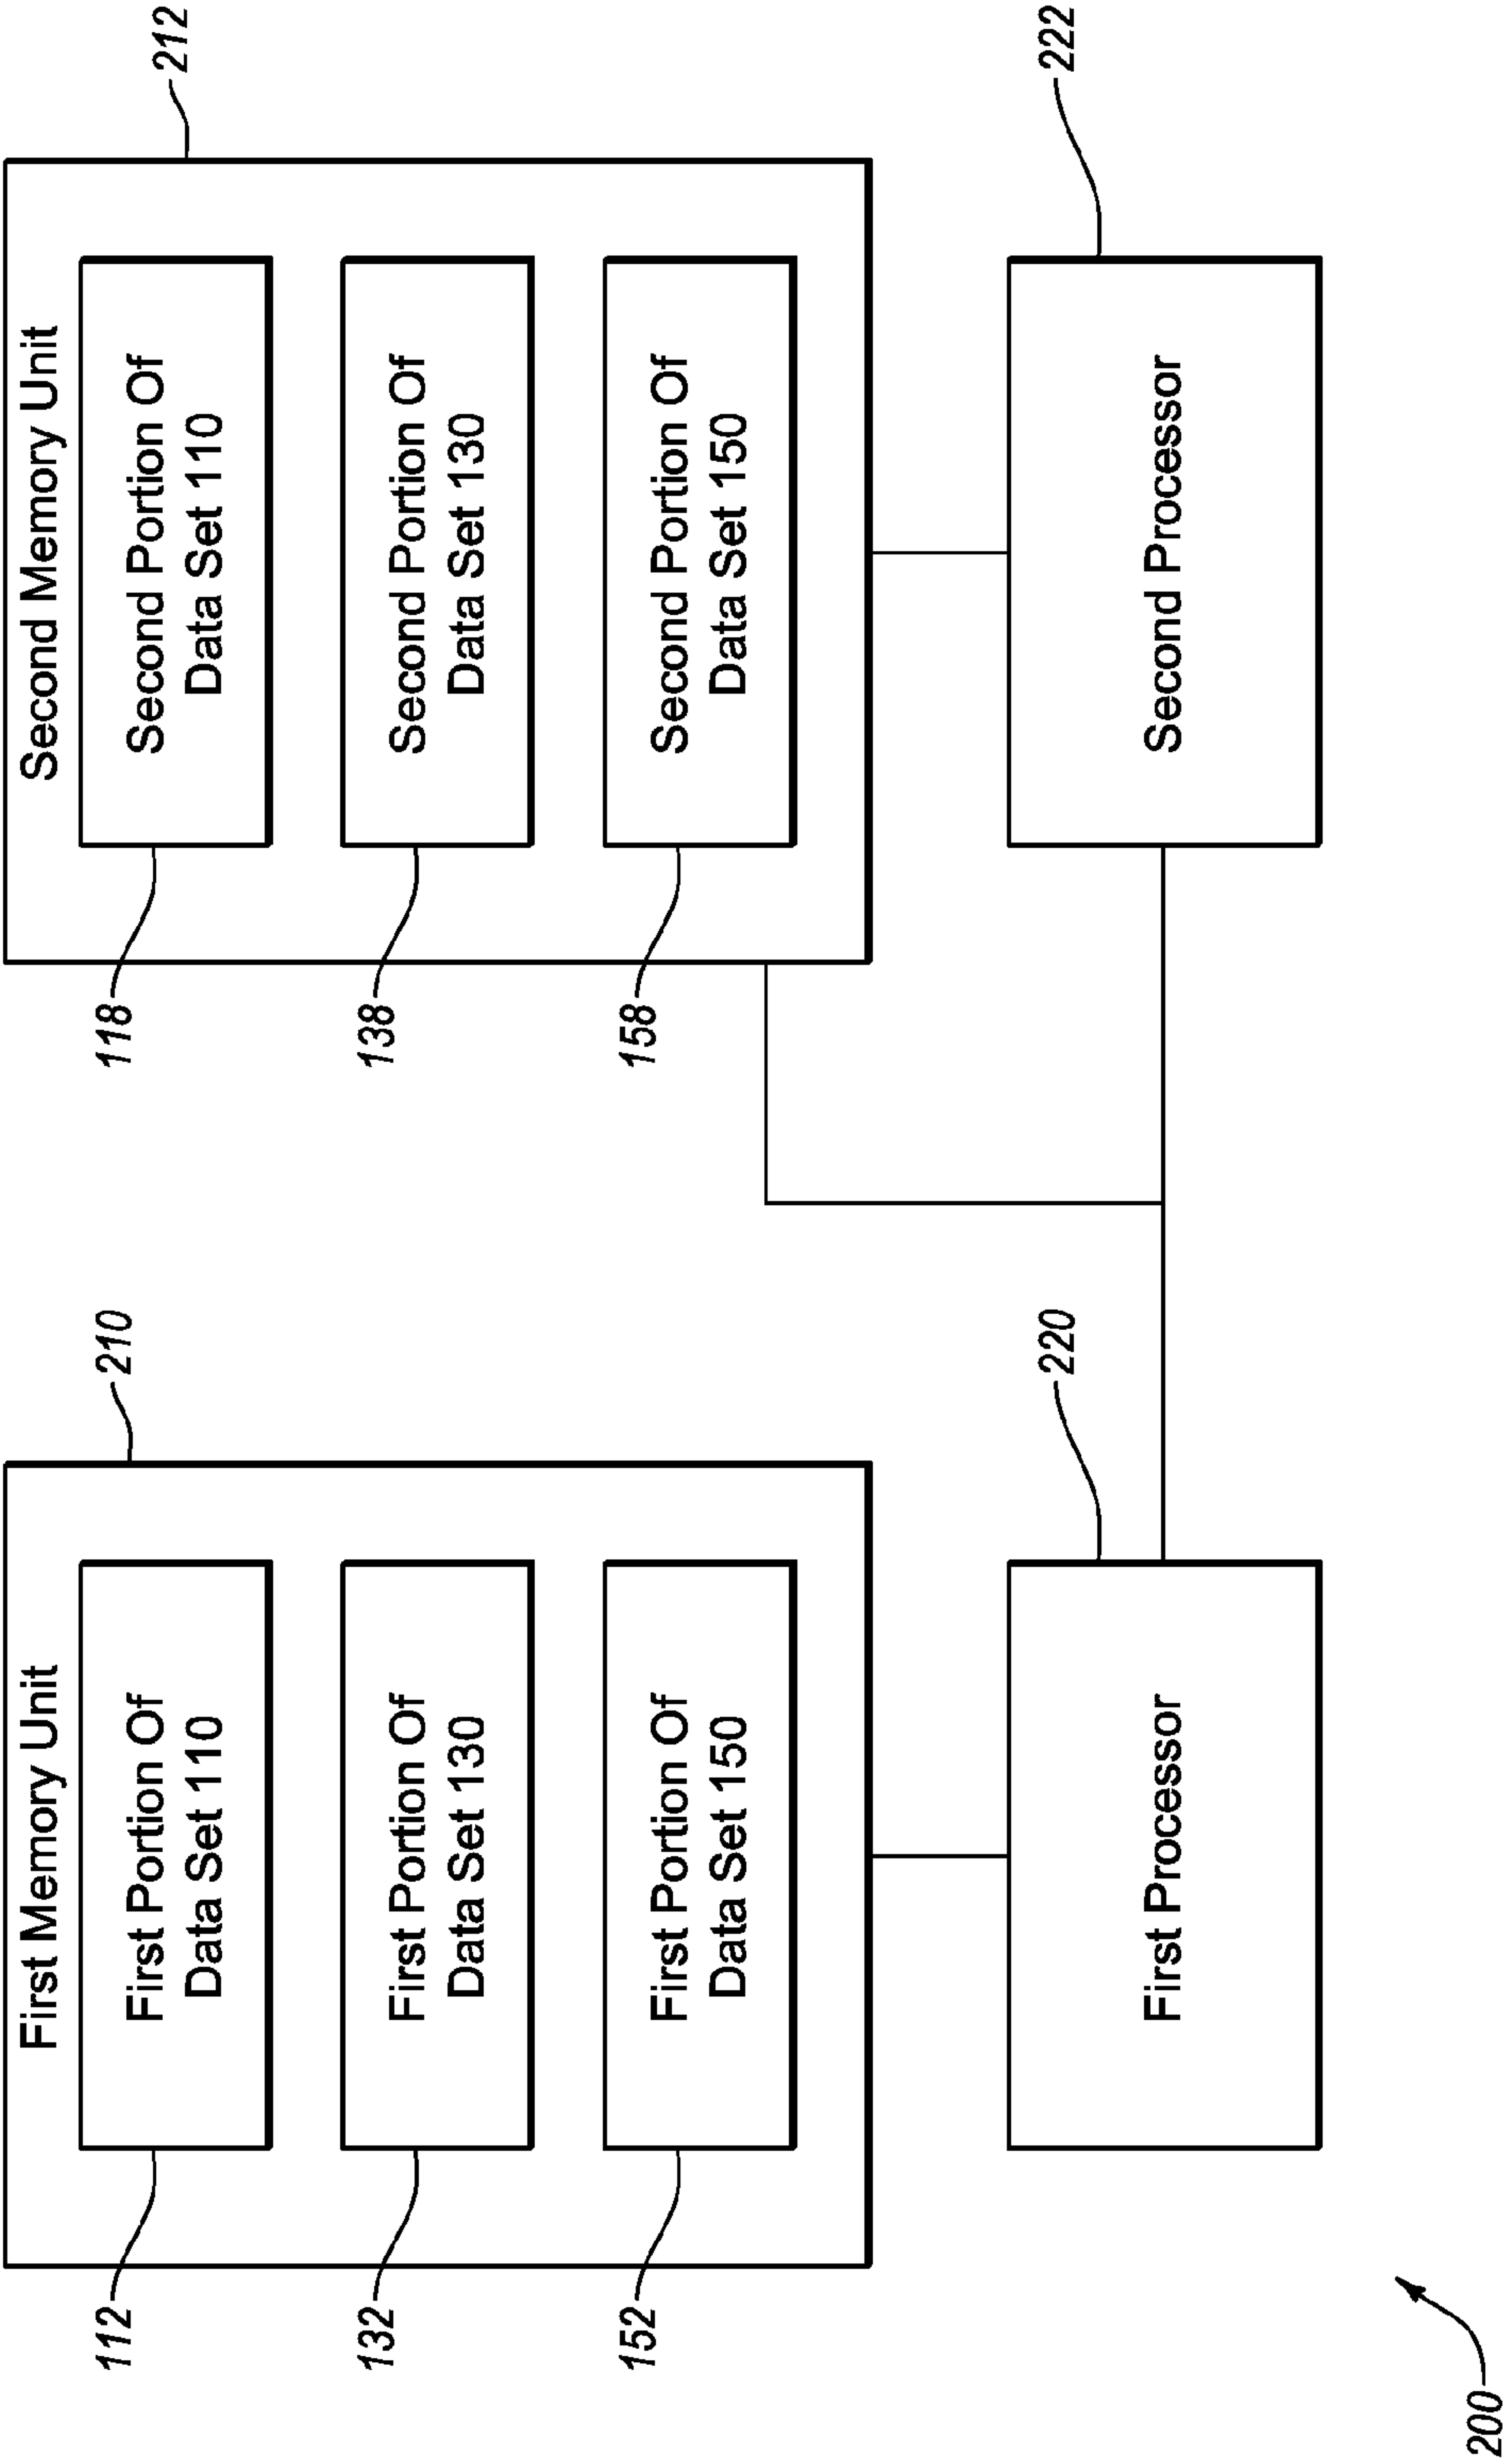 First Memory Unit
210
112
First Portion Of
Data Set 110
132
First Portion Of
Data Set 130
152
First Portion Of
Data Set 150
220
First Processor
Second Memory Unit
212
118
Second Portion Of
Data Set 110
138
Second Portion Of
Data Set 130
158
Second Portion Of
Data Set 150
222
Second Processor
200